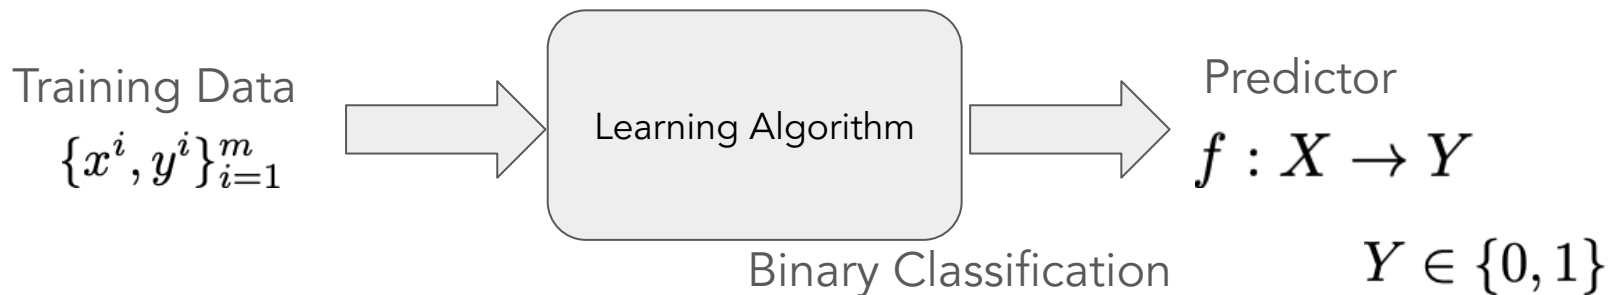 Training Data
{x^i, y^i}_{i=1}^m
Learning Algorithm
Predictor
f : X → Y
Binary Classification
Y ∈ {0, 1}